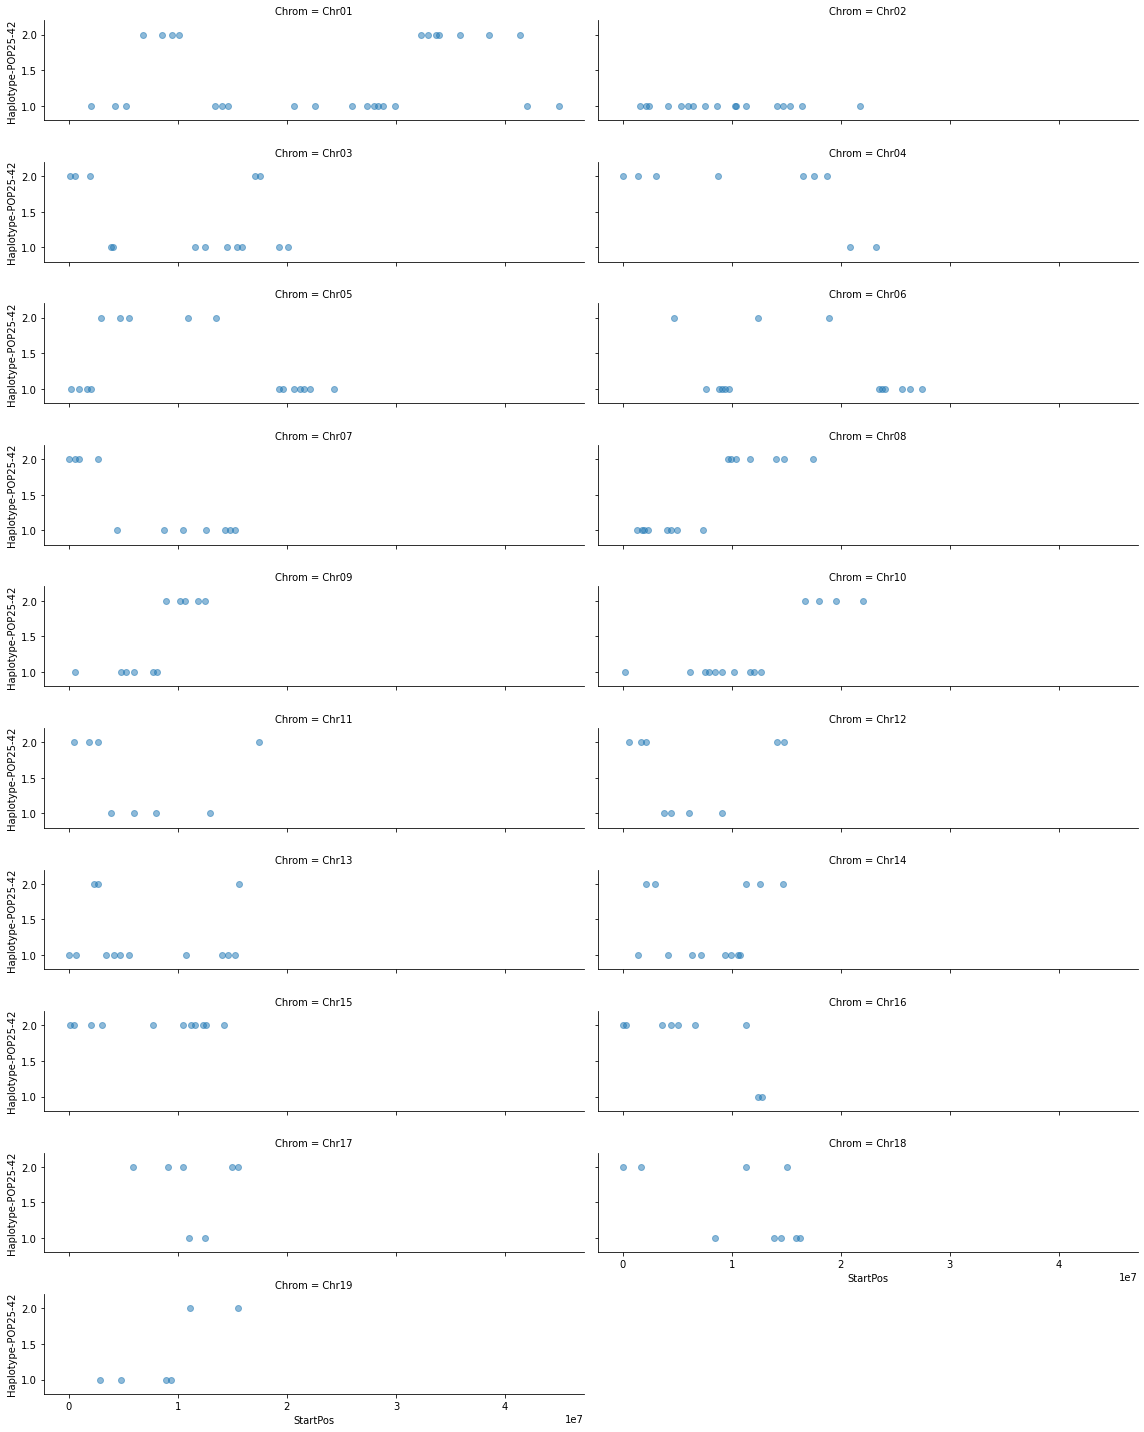 Chrom = Chr01
Chrom = Chr02
Haplotype-POP25-42
2.0
1.5
1.0
Chrom = Chr03
Chrom = Chr04
Haplotype-POP25-42
2.0
1.5
1.0
Chrom = Chr05
Chrom = Chr06
Haplotype-POP25-42
2.0
1.5
1.0
Chrom = Chr07
Chrom = Chr08
Haplotype-POP25-42
2.0
1.5
1.0
Chrom = Chr09
Chrom = Chr10
Haplotype-POP25-42
2.0
1.5
1.0
Chrom = Chr11
Chrom = Chr12
Haplotype-POP25-42
2.0
1.5
1.0
Chrom = Chr13
Chrom = Chr14
Haplotype-POP25-42
2.0
1.5
1.0
Chrom = Chr15
Chrom = Chr16
Haplotype-POP25-42
2.0
1.5
1.0
Chrom = Chr17
Chrom = Chr18
Haplotype-POP25-42
2.0
1.5
1.0
0 1 2 3 4
StartPos
1e7
Chrom = Chr19
Haplotype-POP25-42
2.0
1.5
1.0
0 1 2 3 4
StartPos
1e7